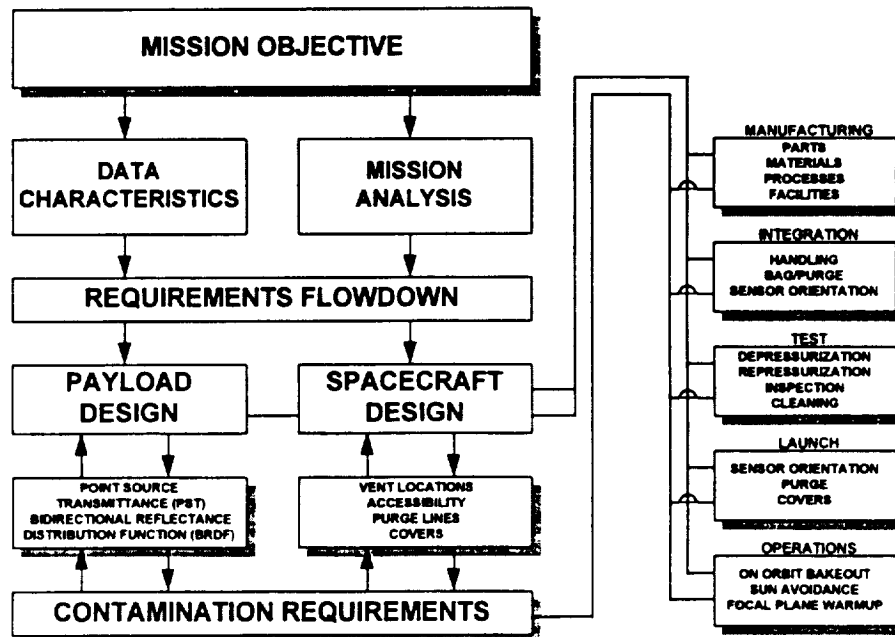 MISSION OBJECTIVE
DATA
CHARACTERISTICS
MISSION
ANALYSIS
REQUIREMENTS FLOWDOWN
PAYLOAD
DESIGN
SPACECRAFT
DESIGN
POINT SOURCE
TRANSMITTANCE (PST)
BIDIRECTIONAL REFLECTANCE
DISTRIBUTION FUNCTION (BRDF)
VENT LOCATIONS
ACCESSIBILITY
PURGE LINES
COVERS
CONTAMINATION REQUIREMENTS
MANUFACTURING
PARTS
MATERIALS
PROCESSES
FACILITIES
INTEGRATION
HANDLING
BAG/PURGE
SENSOR ORIENTATION
TEST
DEPRESSURIZATION
REPRESSURIZATION
INSPECTION
CLEANING
LAUNCH
SENSOR ORIENTATION
PURGE
COVERS
OPERATIONS
ON ORBIT BAKEOUT
SUN AVOIDANCE
FOCAL PLANE WARMUP